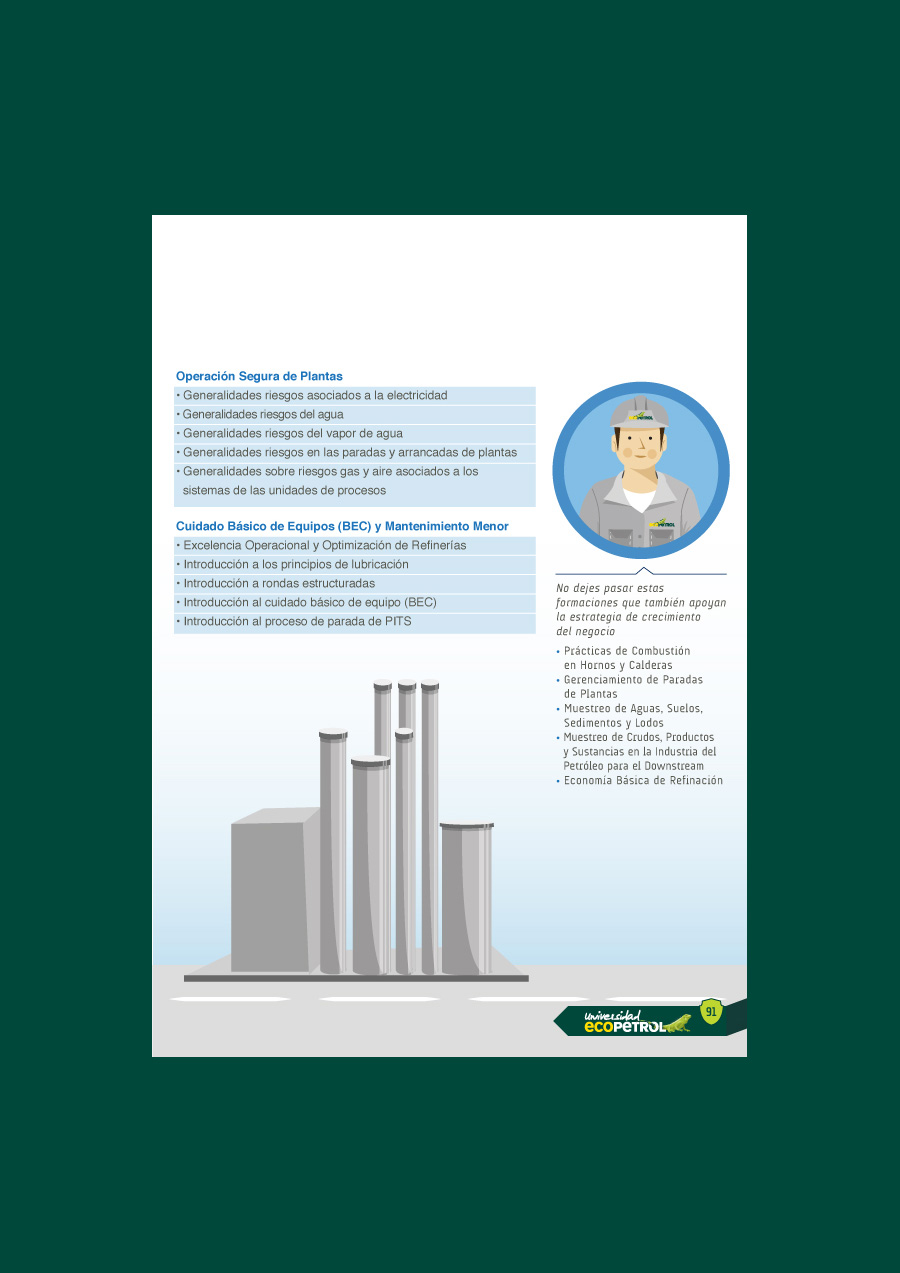 Operación Segura de Plantas
• Generalidades riesgos asociados a la electricidad
• Generalidades riesgos del agua
• Generalidades riesgos del vapor de agua
• Generalidades riesgos en las paradas y arrancadas de plantas
• Generalidades sobre riesgos gas y aire asociados a los
sistemas de las unidades de procesos
Cuidado Básico de Equipos (BEC) y Mantenimiento Menor
• Excelencia Operacional y Optimización de Refinerías
• Introducción a los principios de lubricación
• Introducción a rondas estructuradas
• Introducción al cuidado básico de equipo (BEC)
• Introducción al proceso de parada de PITS
ECOPETROL
ECOPETROL
No dejes pasar estas
formaciones que también apoyan
la estrategia de crecimiento
del negocio
• Prácticas de Combustión
en Hornos y Calderas
• Gerenciamiento de Paradas
de Plantas
• Muestreo de Aguas, Suelos,
Sedimentos y Lodos
• Muestreo de Crudos, Productos
y Sustancias en la Industria del
Petróleo para el Downstream
• Economía Básica de Refinación
universidad
ECOPETROL
91